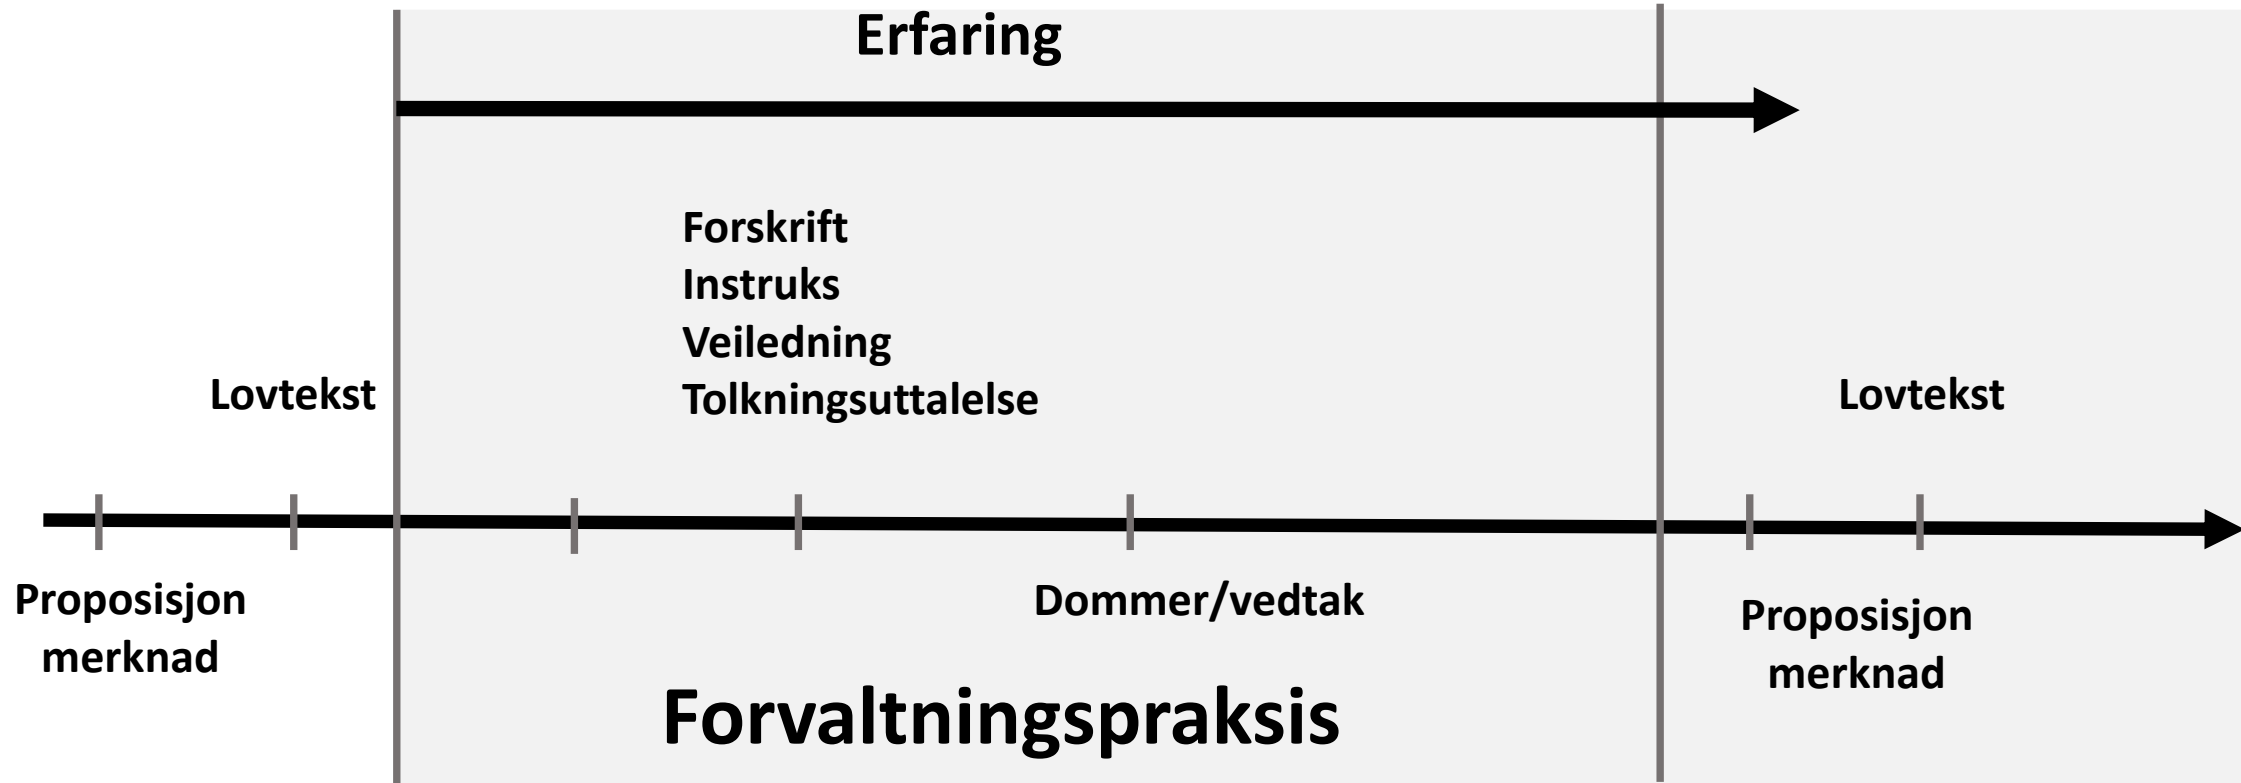 Erfaring
Forskrift
Instruks
Veiledning
Tolkningsuttalelse
Lovtekst
Lovtekst
Proposisjon
merknad
Dommer/vedtak
Proposisjon
merknad
Forvaltningspraksis